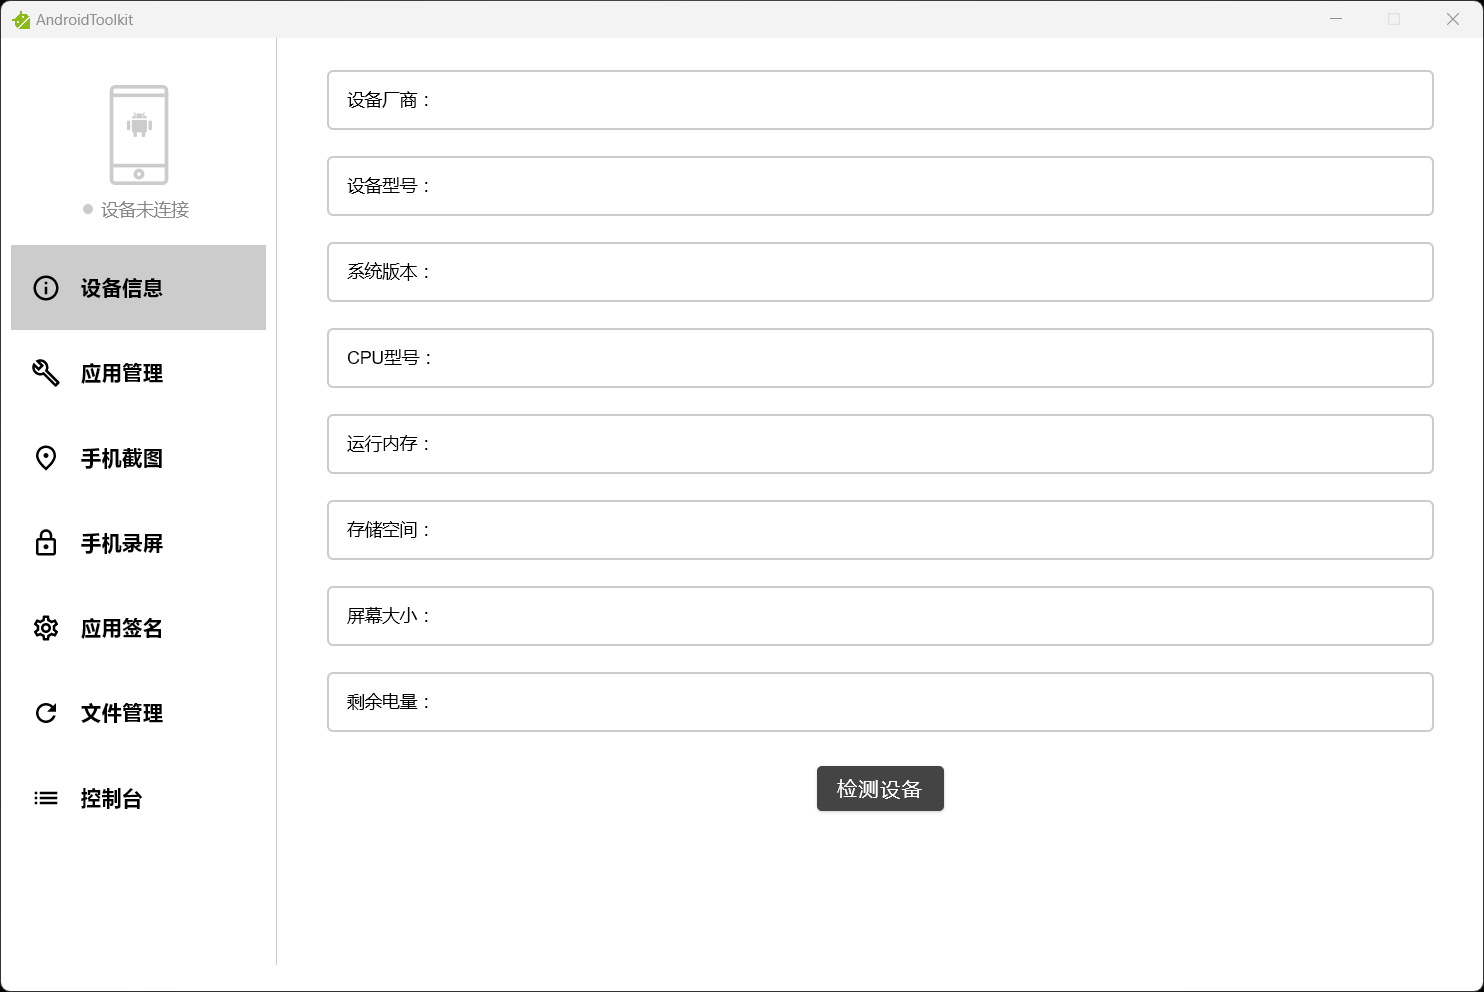 AndroidToolkit
设备未连接
设备信息
应用管理
手机截图
手机录屏
应用签名
文件管理
控制台
设备厂商：
设备型号：
系统版本：
CPU型号：
运行内存：
存储空间：
屏幕大小：
剩余电量：
检测设备